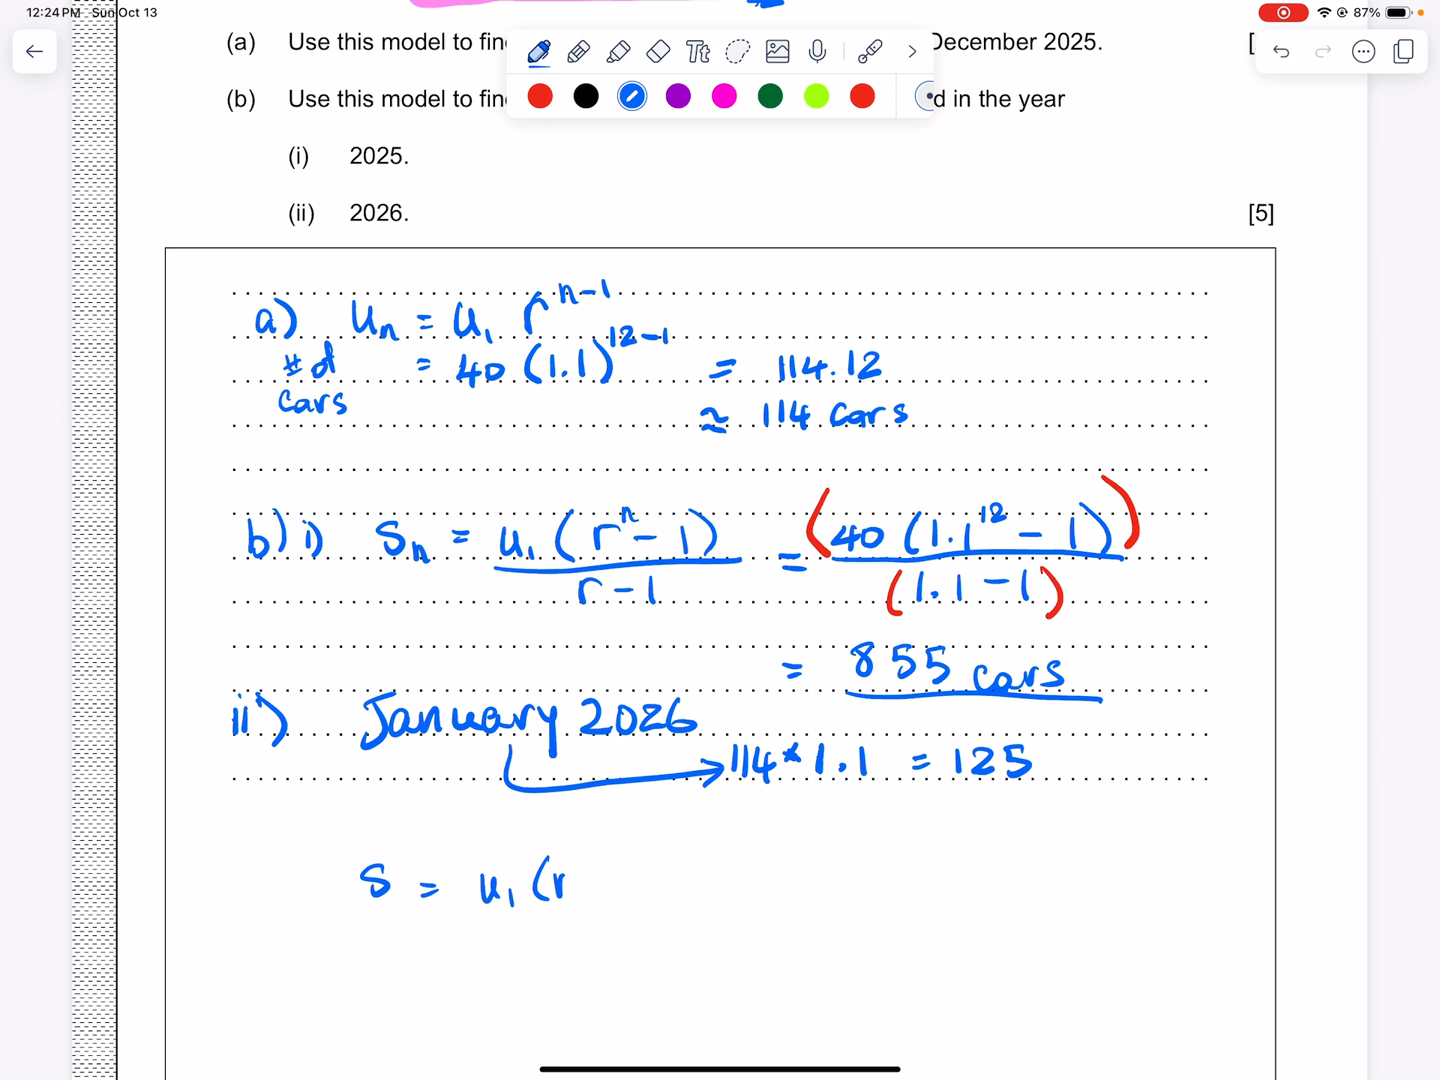 12:24 PM Sun Oct 13
87%
(a) Use this model to fin December 2025. [
Tt
(b) Use this model to fin d in the year
(i) 2025.
(ii) 2026. [5]
a) uₙ = u₁ r^(n-1)
# of cars = 40 (1.1)^(12-1) = 114.12
≈ 114 cars
b) i) Sₙ = u₁ (rⁿ - 1) / r - 1 = (40 (1.1¹² - 1)) / (1.1 - 1)
= 855 cars
ii) January 2026
114 * 1.1 = 125
S = u₁ (r